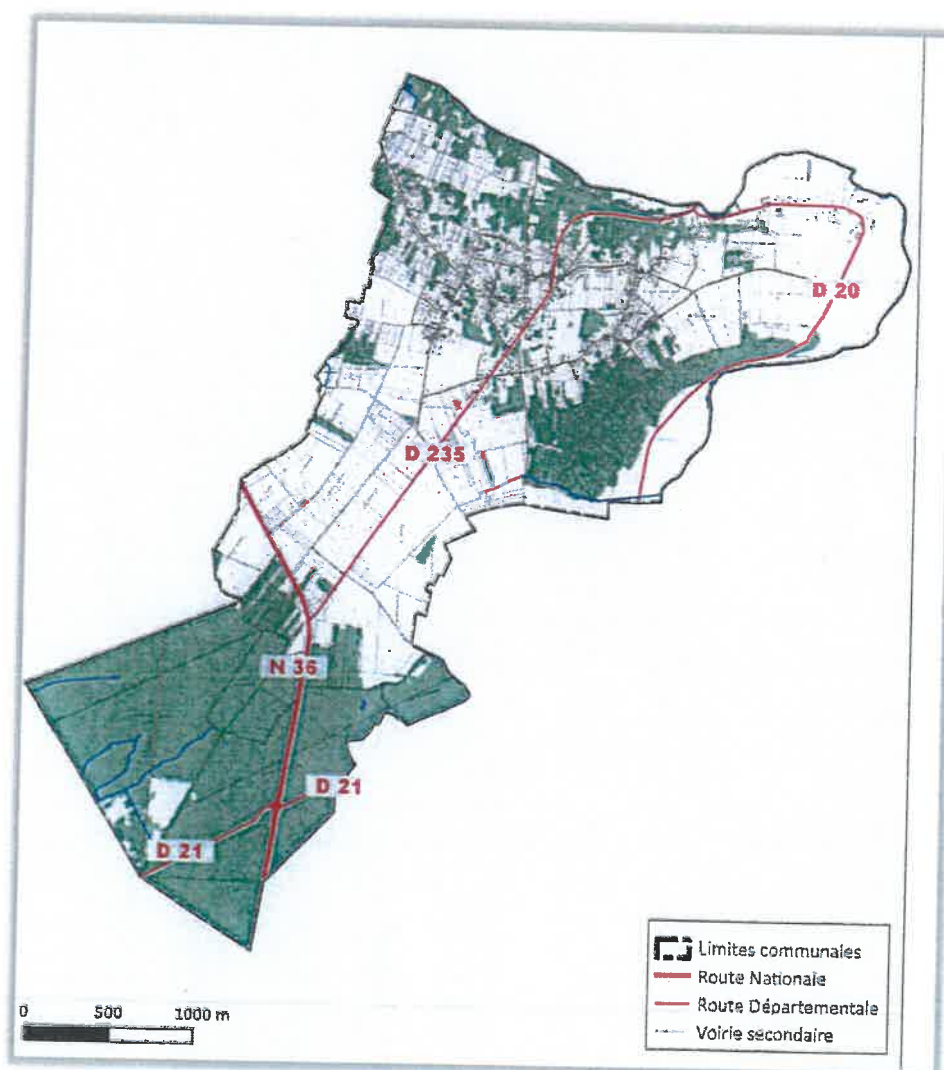 D 20
D 235
N 36
D 21
D 21
Limites communales
Route Nationale
Route Départementale
Voirie secondaire
0 500 1000 m